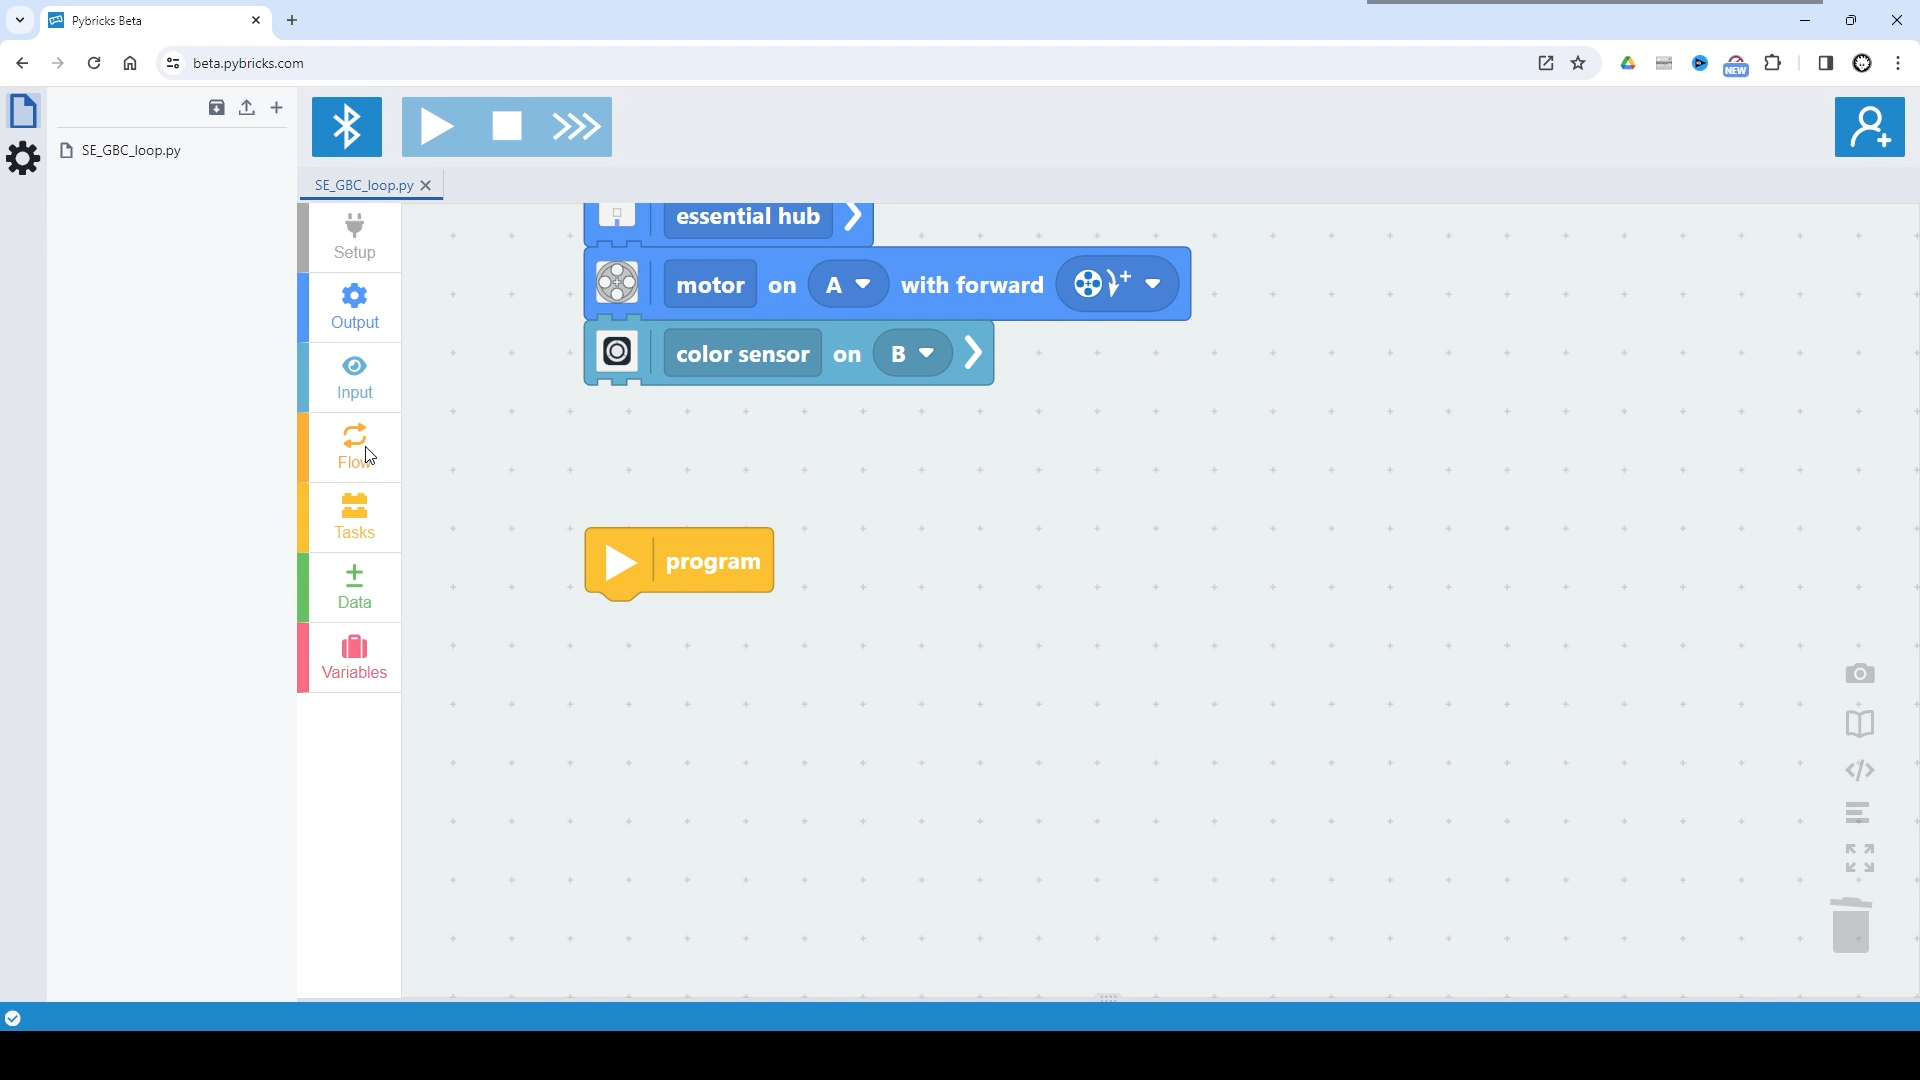 Pybricks Beta
beta.pybricks.com
NEW
SE_GBC_loop.py
SE_GBC_loop.py
Setup
Output
Input
Flow
Tasks
Data
Variables
essential hub
motor on A with forward
color sensor on B
program